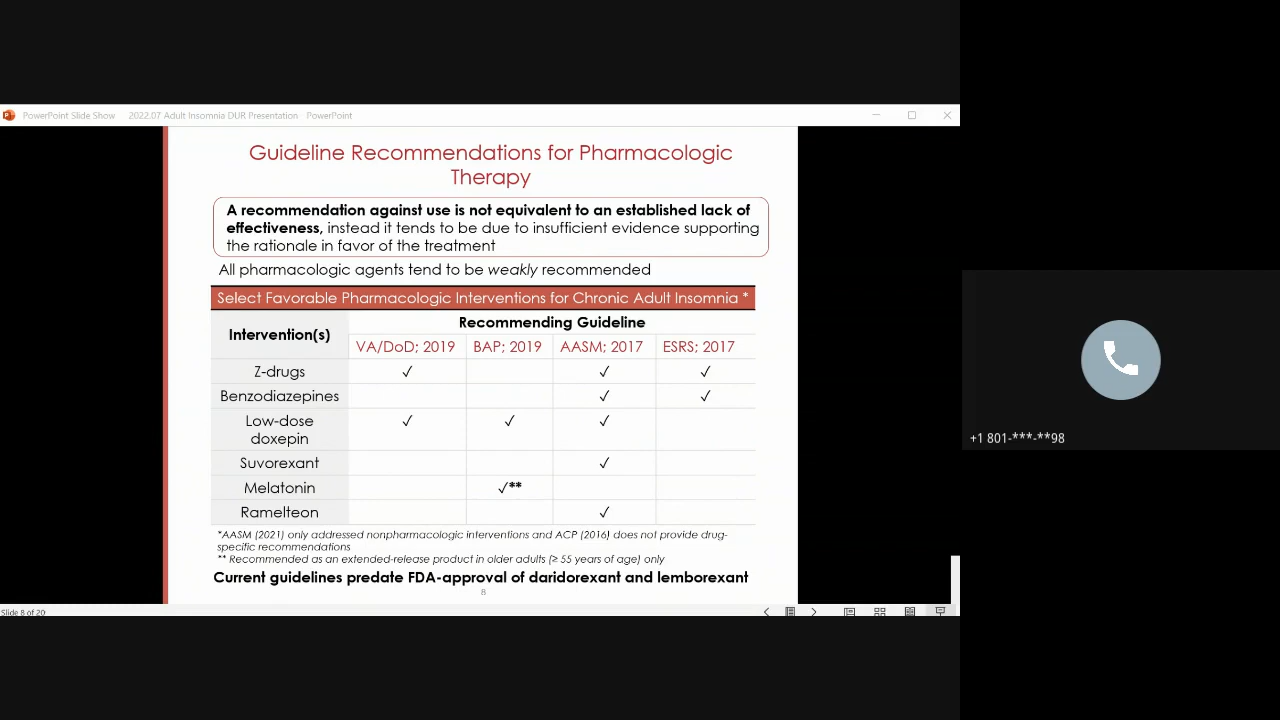 PowerPoint Slide Show - 2022.07 Adult Insomnia DUR Presentation - PowerPoint
Guideline Recommendations for Pharmacologic
Therapy
A recommendation against use is not equivalent to an established lack of
effectiveness, instead it tends to be due to insufficient evidence supporting
the rationale in favor of the treatment
All pharmacologic agents tend to be weakly recommended
Select Favorable Pharmacologic Interventions for Chronic Adult Insomnia *
Intervention(s)
Recommending Guideline
VA/DoD; 2019 BAP; 2019 AASM; 2017 ESRS; 2017
Z-drugs ✓ ✓ ✓
Benzodiazepines ✓ ✓
Low-dose
doxepin ✓ ✓ ✓
Suvorexant ✓
Melatonin ✓**
Ramelteon ✓
*AASM (2021) only addressed nonpharmacologic interventions and ACP (2016) does not provide drug-
specific recommendations
** Recommended as an extended-release product in older adults (≥ 55 years of age) only
Current guidelines predate FDA-approval of daridorexant and lemborexant
8
Slide 8 of 20
+1 801-***-**98